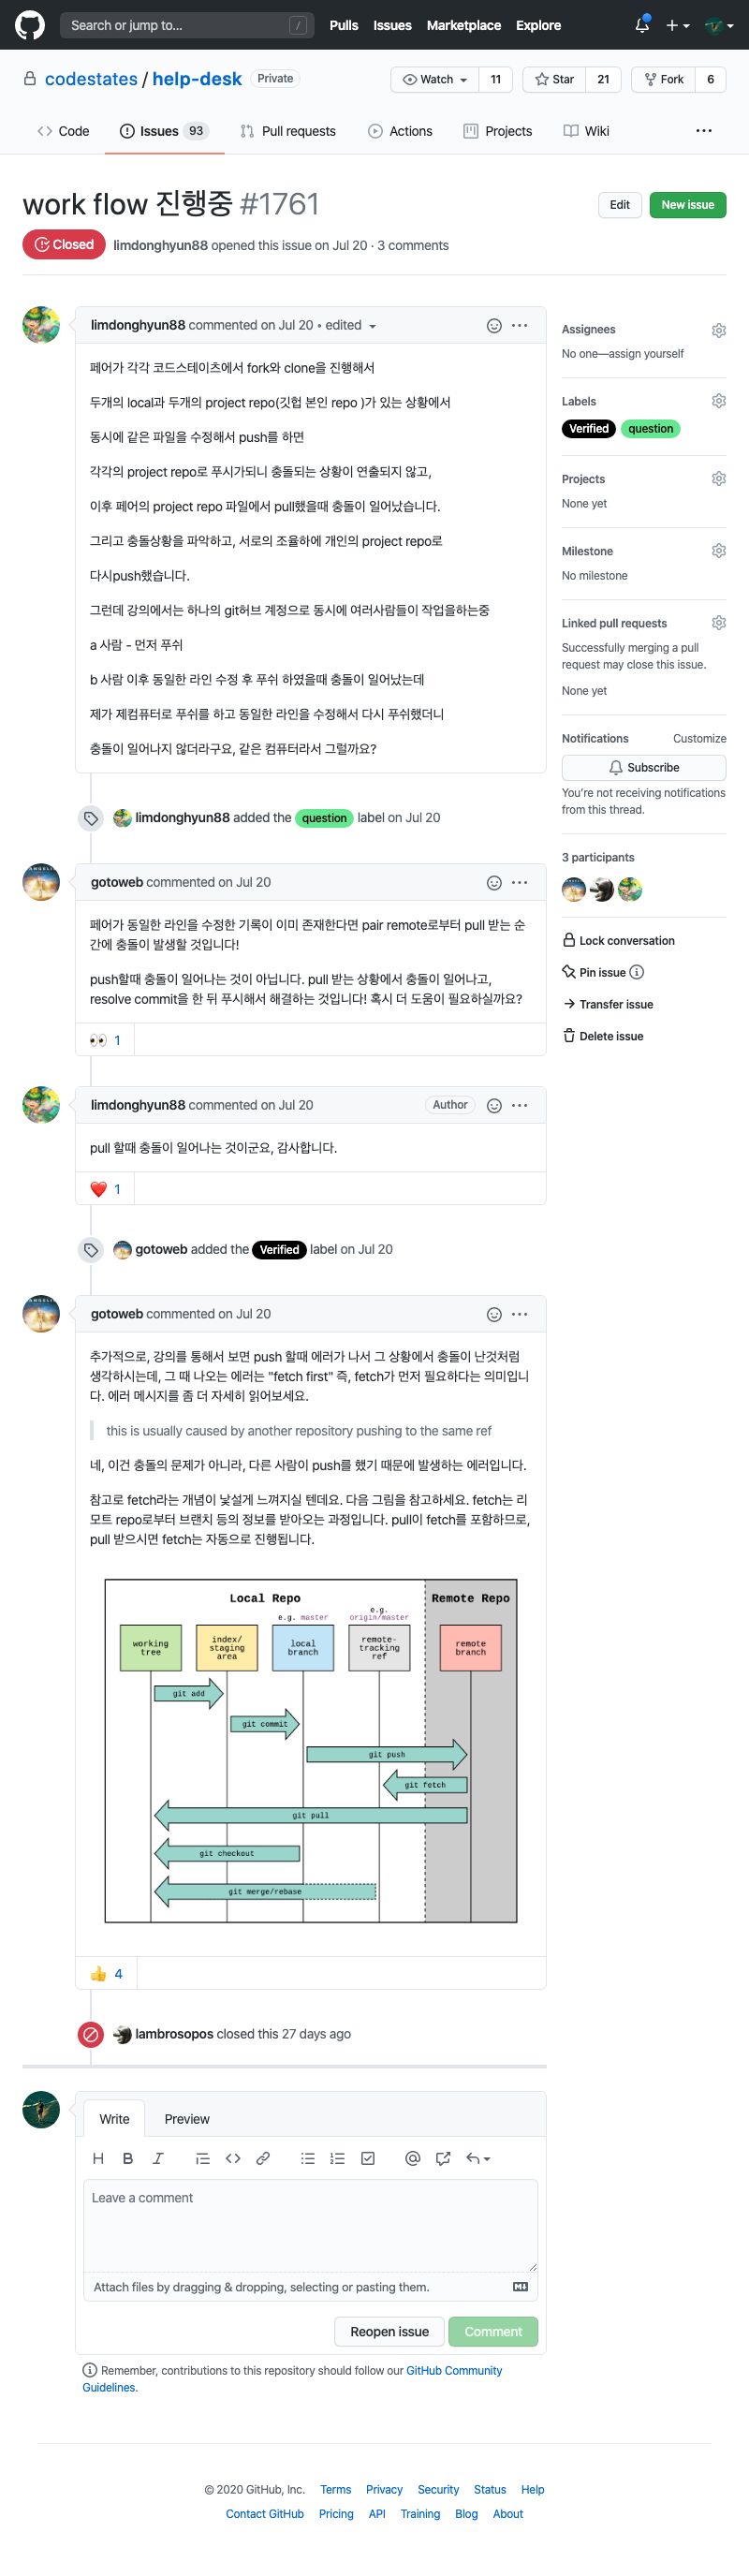 Search or jump to...
/
Pulls Issues Marketplace Explore
codestates / help-desk Private
Watch 11 Star 21 Fork 6
Code Issues 93 Pull requests Actions Projects Wiki
work flow 진행중 #1761
Edit New issue
Closed limdonghyun88 opened this issue on Jul 20 · 3 comments
limdonghyun88 commented on Jul 20 • edited
페어가 각각 코드스테이츠에서 fork와 clone을 진행해서
두개의 local과 두개의 project repo(깃헙 본인 repo )가 있는 상황에서
동시에 같은 파일을 수정해서 push를 하면
각각의 project repo로 푸시가되니 충돌되는 상황이 연출되지 않고,
이후 페어의 project repo 파일에서 pull했을때 충돌이 일어났습니다.
그리고 충돌상황을 파악하고, 서로의 조율하에 개인의 project repo로
다시push했습니다.
그런데 강의에서는 하나의 git허브 계정으로 동시에 여러사람들이 작업을하는중
a 사람 - 먼저 푸쉬
b 사람 이후 동일한 라인 수정 후 푸쉬 하였을때 충돌이 일어났는데
제가 제컴퓨터로 푸쉬를 하고 동일한 라인을 수정해서 다시 푸쉬했더니
충돌이 일어나지 않더라구요, 같은 컴퓨터라서 그럴까요?
limdonghyun88 added the question label on Jul 20
gotoweb commented on Jul 20
페어가 동일한 라인을 수정한 기록이 이미 존재한다면 pair remote로부터 pull 받는 순
간에 충돌이 발생할 것입니다!
push할때 충돌이 일어나는 것이 아닙니다. pull 받는 상황에서 충돌이 일어나고,
resolve commit을 한 뒤 푸시해서 해결하는 것입니다! 혹시 더 도움이 필요하실까요?
👀 1
limdonghyun88 commented on Jul 20
Author
pull 할때 충돌이 일어나는 것이군요, 감사합니다.
❤️ 1
gotoweb added the Verified label on Jul 20
gotoweb commented on Jul 20
추가적으로, 강의를 통해서 보면 push 할때 에러가 나서 그 상황에서 충돌이 난것처럼
생각하시는데, 그 때 나오는 에러는 "fetch first" 즉, fetch가 먼저 필요하다는 의미입니
다. 에러 메시지를 좀 더 자세히 읽어보세요.
this is usually caused by another repository pushing to the same ref
네, 이건 충돌의 문제가 아니라, 다른 사람이 push를 했기 때문에 발생하는 에러입니다.
참고로 fetch라는 개념이 낯설게 느껴지실 텐데요. 다음 그림을 참고하세요. fetch는 리
모트 repo로부터 브랜치 등의 정보를 받아오는 과정입니다. pull이 fetch를 포함하므로,
pull 받으시면 fetch는 자동으로 진행됩니다.
Local Repo
Remote Repo
e.g. master
e.g.
origin/master
working
tree
index/
staging
area
local
branch
remote-
tracking
ref
remote
branch
git add
git commit
git push
git fetch
git pull
git checkout
git merge/rebase
👍 4
lambrosopos closed this 27 days ago
Write Preview
Leave a comment
Attach files by dragging & dropping, selecting or pasting them.
Reopen issue Comment
Remember, contributions to this repository should follow our GitHub Community
Guidelines.
Assignees
No one—assign yourself
Labels
Verified question
Projects
None yet
Milestone
No milestone
Linked pull requests
Successfully merging a pull
request may close this issue.
None yet
Notifications Customize
Subscribe
You're not receiving notifications
from this thread.
3 participants
Lock conversation
Pin issue
Transfer issue
Delete issue
© 2020 GitHub, Inc. Terms Privacy Security Status Help
Contact GitHub Pricing API Training Blog About